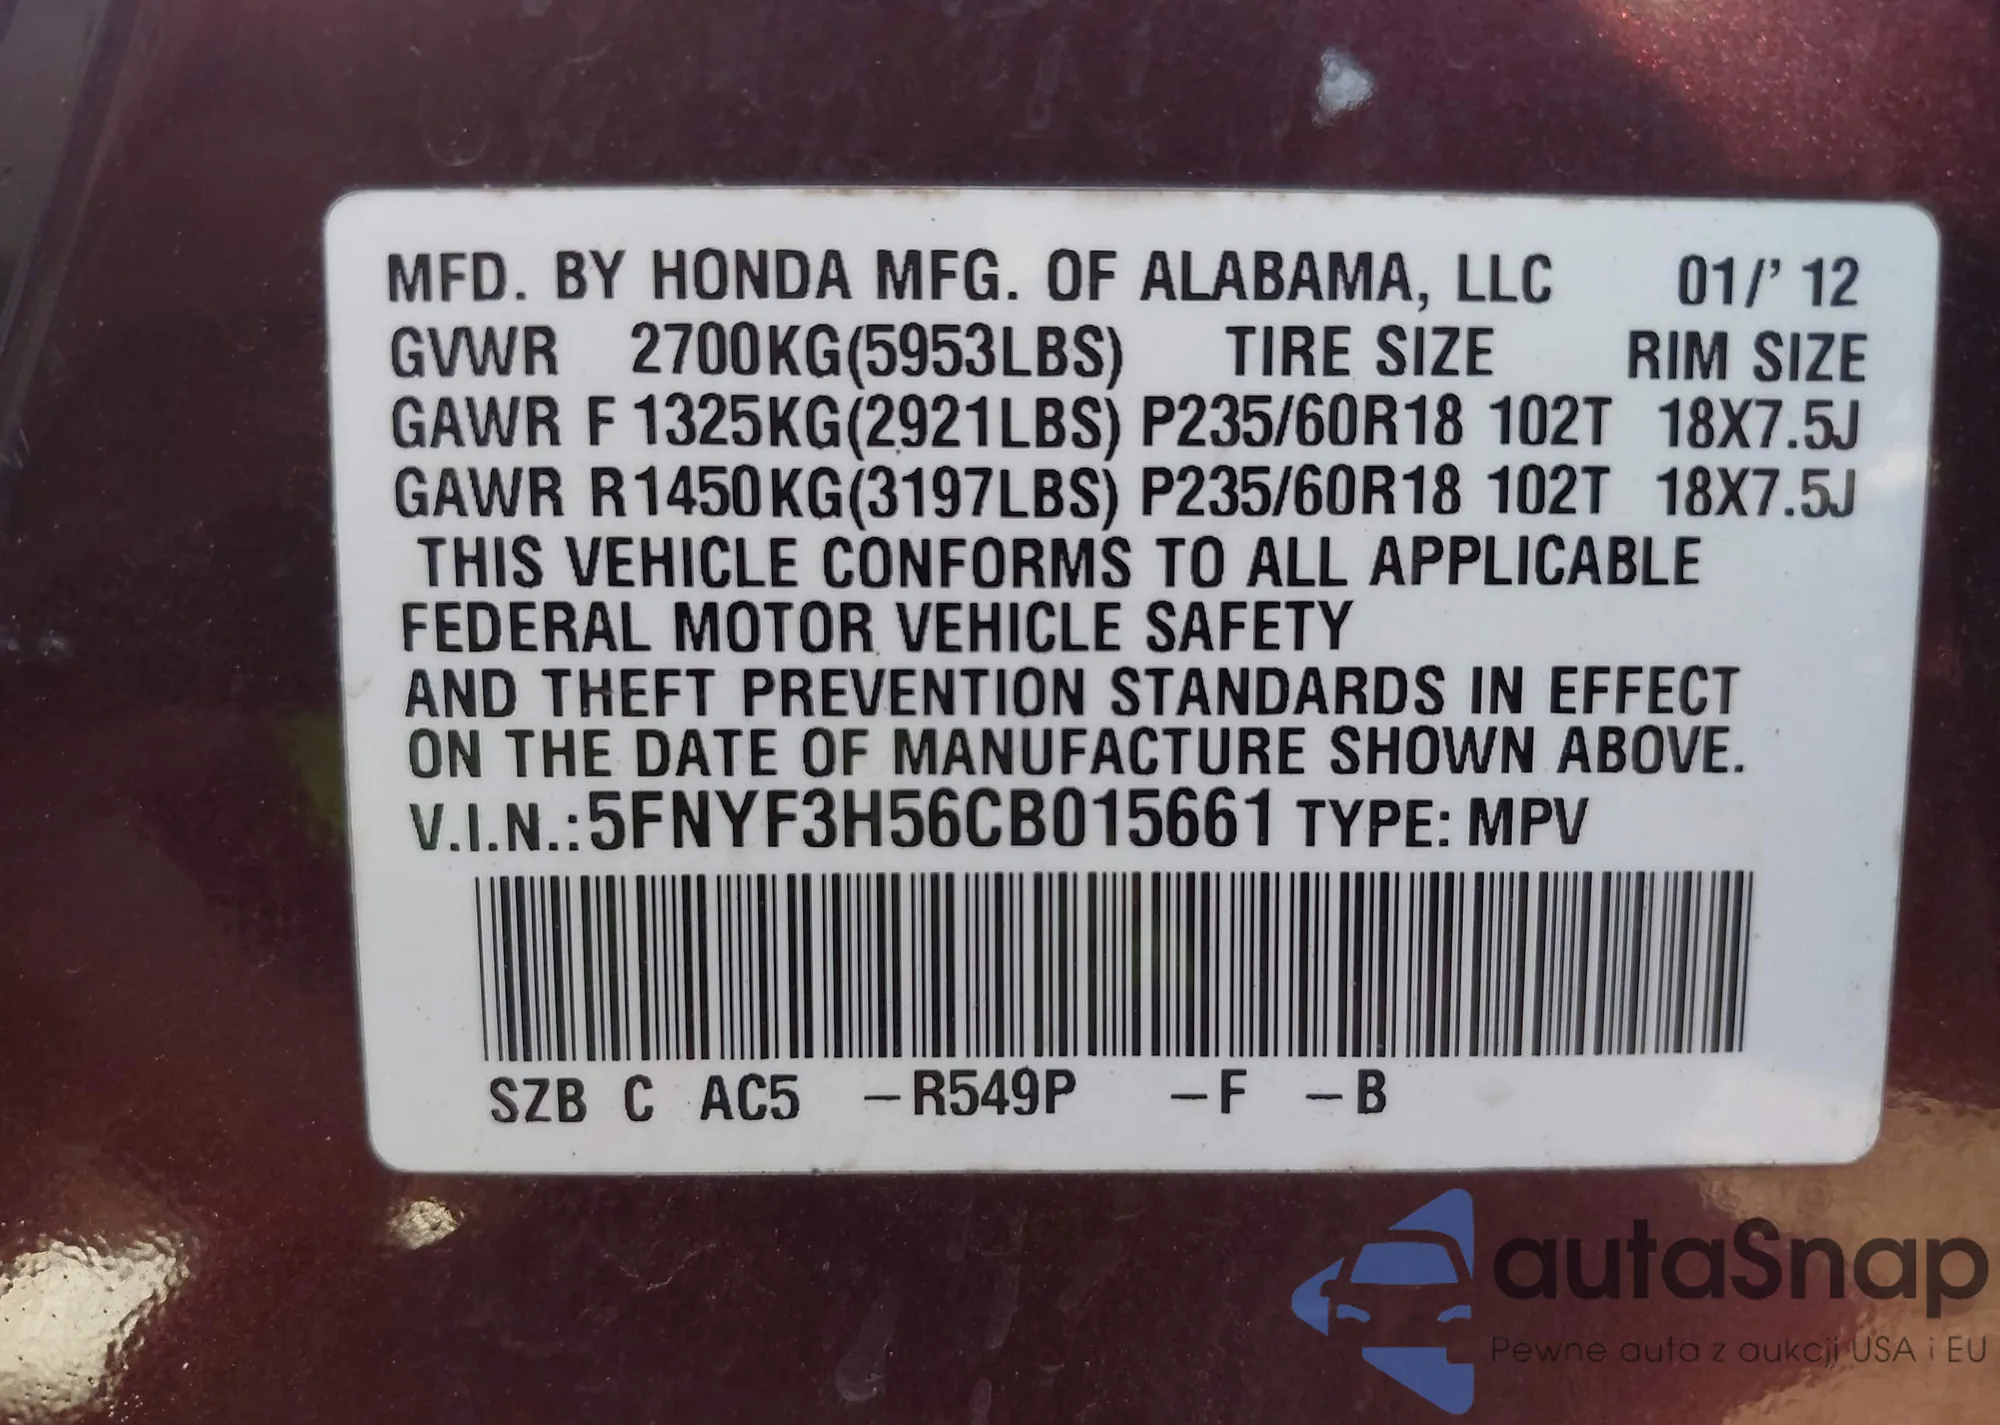 MFD. BY HONDA MFG. OF ALABAMA, LLC 01/' 12
GVWR 2700KG(5953LBS) TIRE SIZE RIM SIZE
GAWR F 1325KG(2921LBS) P235/60R18 102T 18X7.5J
GAWR R1450KG(3197LBS) P235/60R18 102T 18X7.5J
THIS VEHICLE CONFORMS TO ALL APPLICABLE
FEDERAL MOTOR VEHICLE SAFETY
AND THEFT PREVENTION STANDARDS IN EFFECT
ON THE DATE OF MANUFACTURE SHOWN ABOVE.
V.I.N.:5FNYF3H56CB015661 TYPE: MPV
SZB C AC5 –R549P –F –B
autaSnap
Pewne auta z aukcji USA i EU